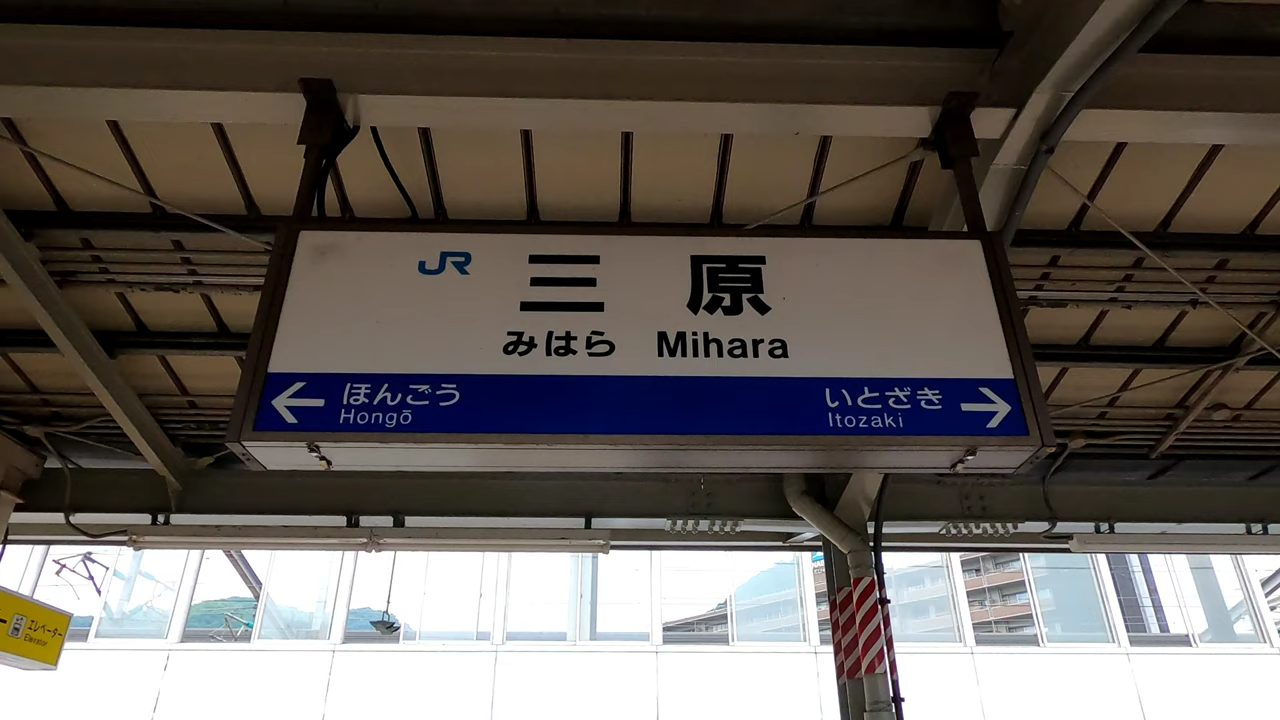 JR 三原
みはら Mihara
← ほんごう
Hongō
いとざき →
Itozaki
エレベーター
Elevator